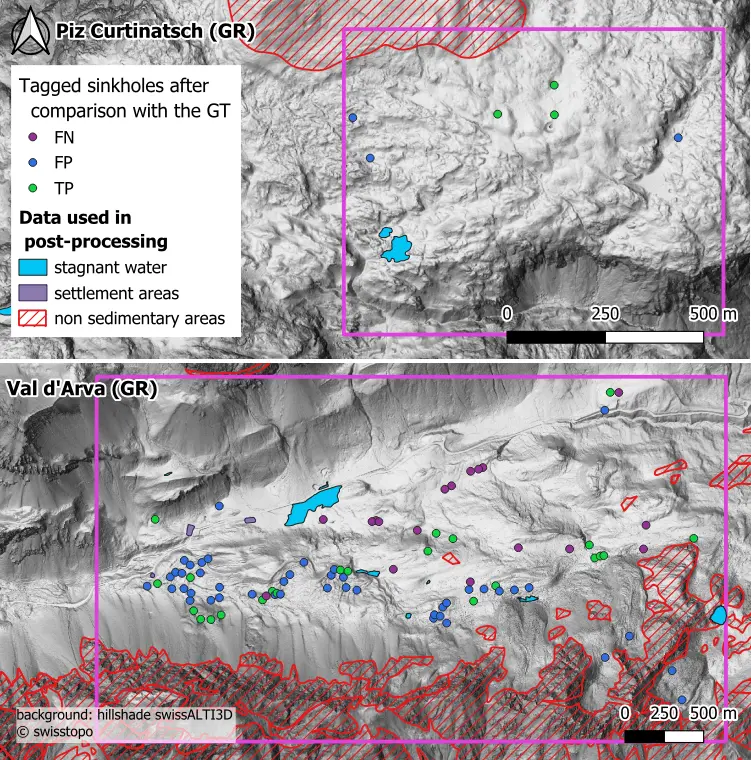 Piz Curtinatsch (GR)
Tagged sinkholes after
comparison with the GT
FN
FP
TP
Data used in
post-processing
stagnant water
settlement areas
non sedimentary areas
0 250 500 m
Val d'Arva (GR)
background: hillshade swissALTI3D
© swisstopo
0 250 500 m